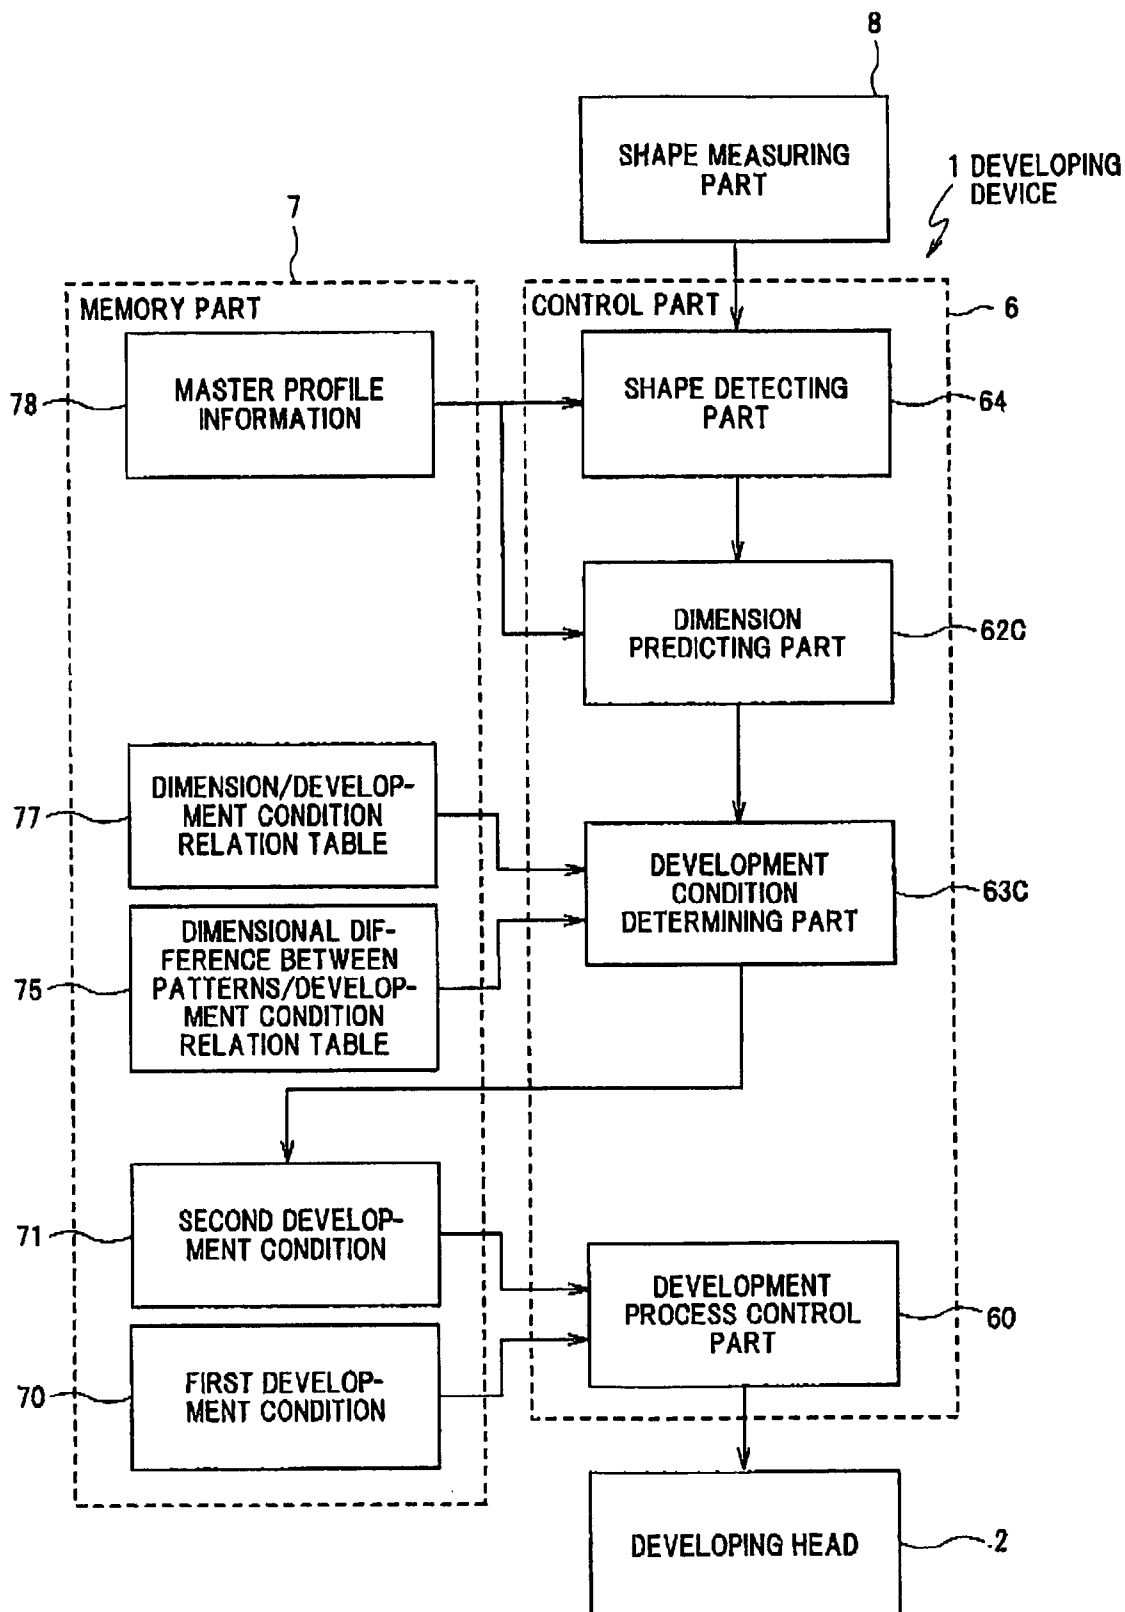 8
SHAPE MEASURING
PART
1 DEVELOPING
DEVICE
7
MEMORY PART
CONTROL PART
6
MASTER PROFILE
INFORMATION
78
SHAPE DETECTING
PART
64
DIMENSION
PREDICTING PART
62C
DIMENSION/DEVELOP-
MENT CONDITION
RELATION TABLE
77
DEVELOPMENT
CONDITION
DETERMINING PART
63C
DIMENSIONAL DIF-
FERENCE BETWEEN
PATTERNS/DEVELOP-
MENT CONDITION
RELATION TABLE
75
SECOND DEVELOP-
MENT CONDITION
71
DEVELOPMENT
PROCESS CONTROL
PART
60
FIRST DEVELOP-
MENT CONDITION
70
DEVELOPING HEAD
2